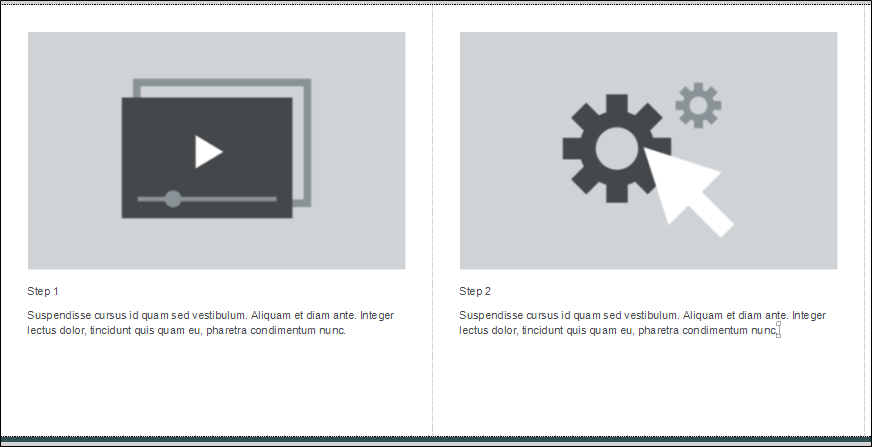 Step 1
Suspendisse cursus id quam sed vestibulum. Aliquam et diam ante. Integer
lectus dolor, tincidunt quis quam eu, pharetra condimentum nunc.
Step 2
Suspendisse cursus id quam sed vestibulum. Aliquam et diam ante. Integer
lectus dolor, tincidunt quis quam eu, pharetra condimentum nunc.